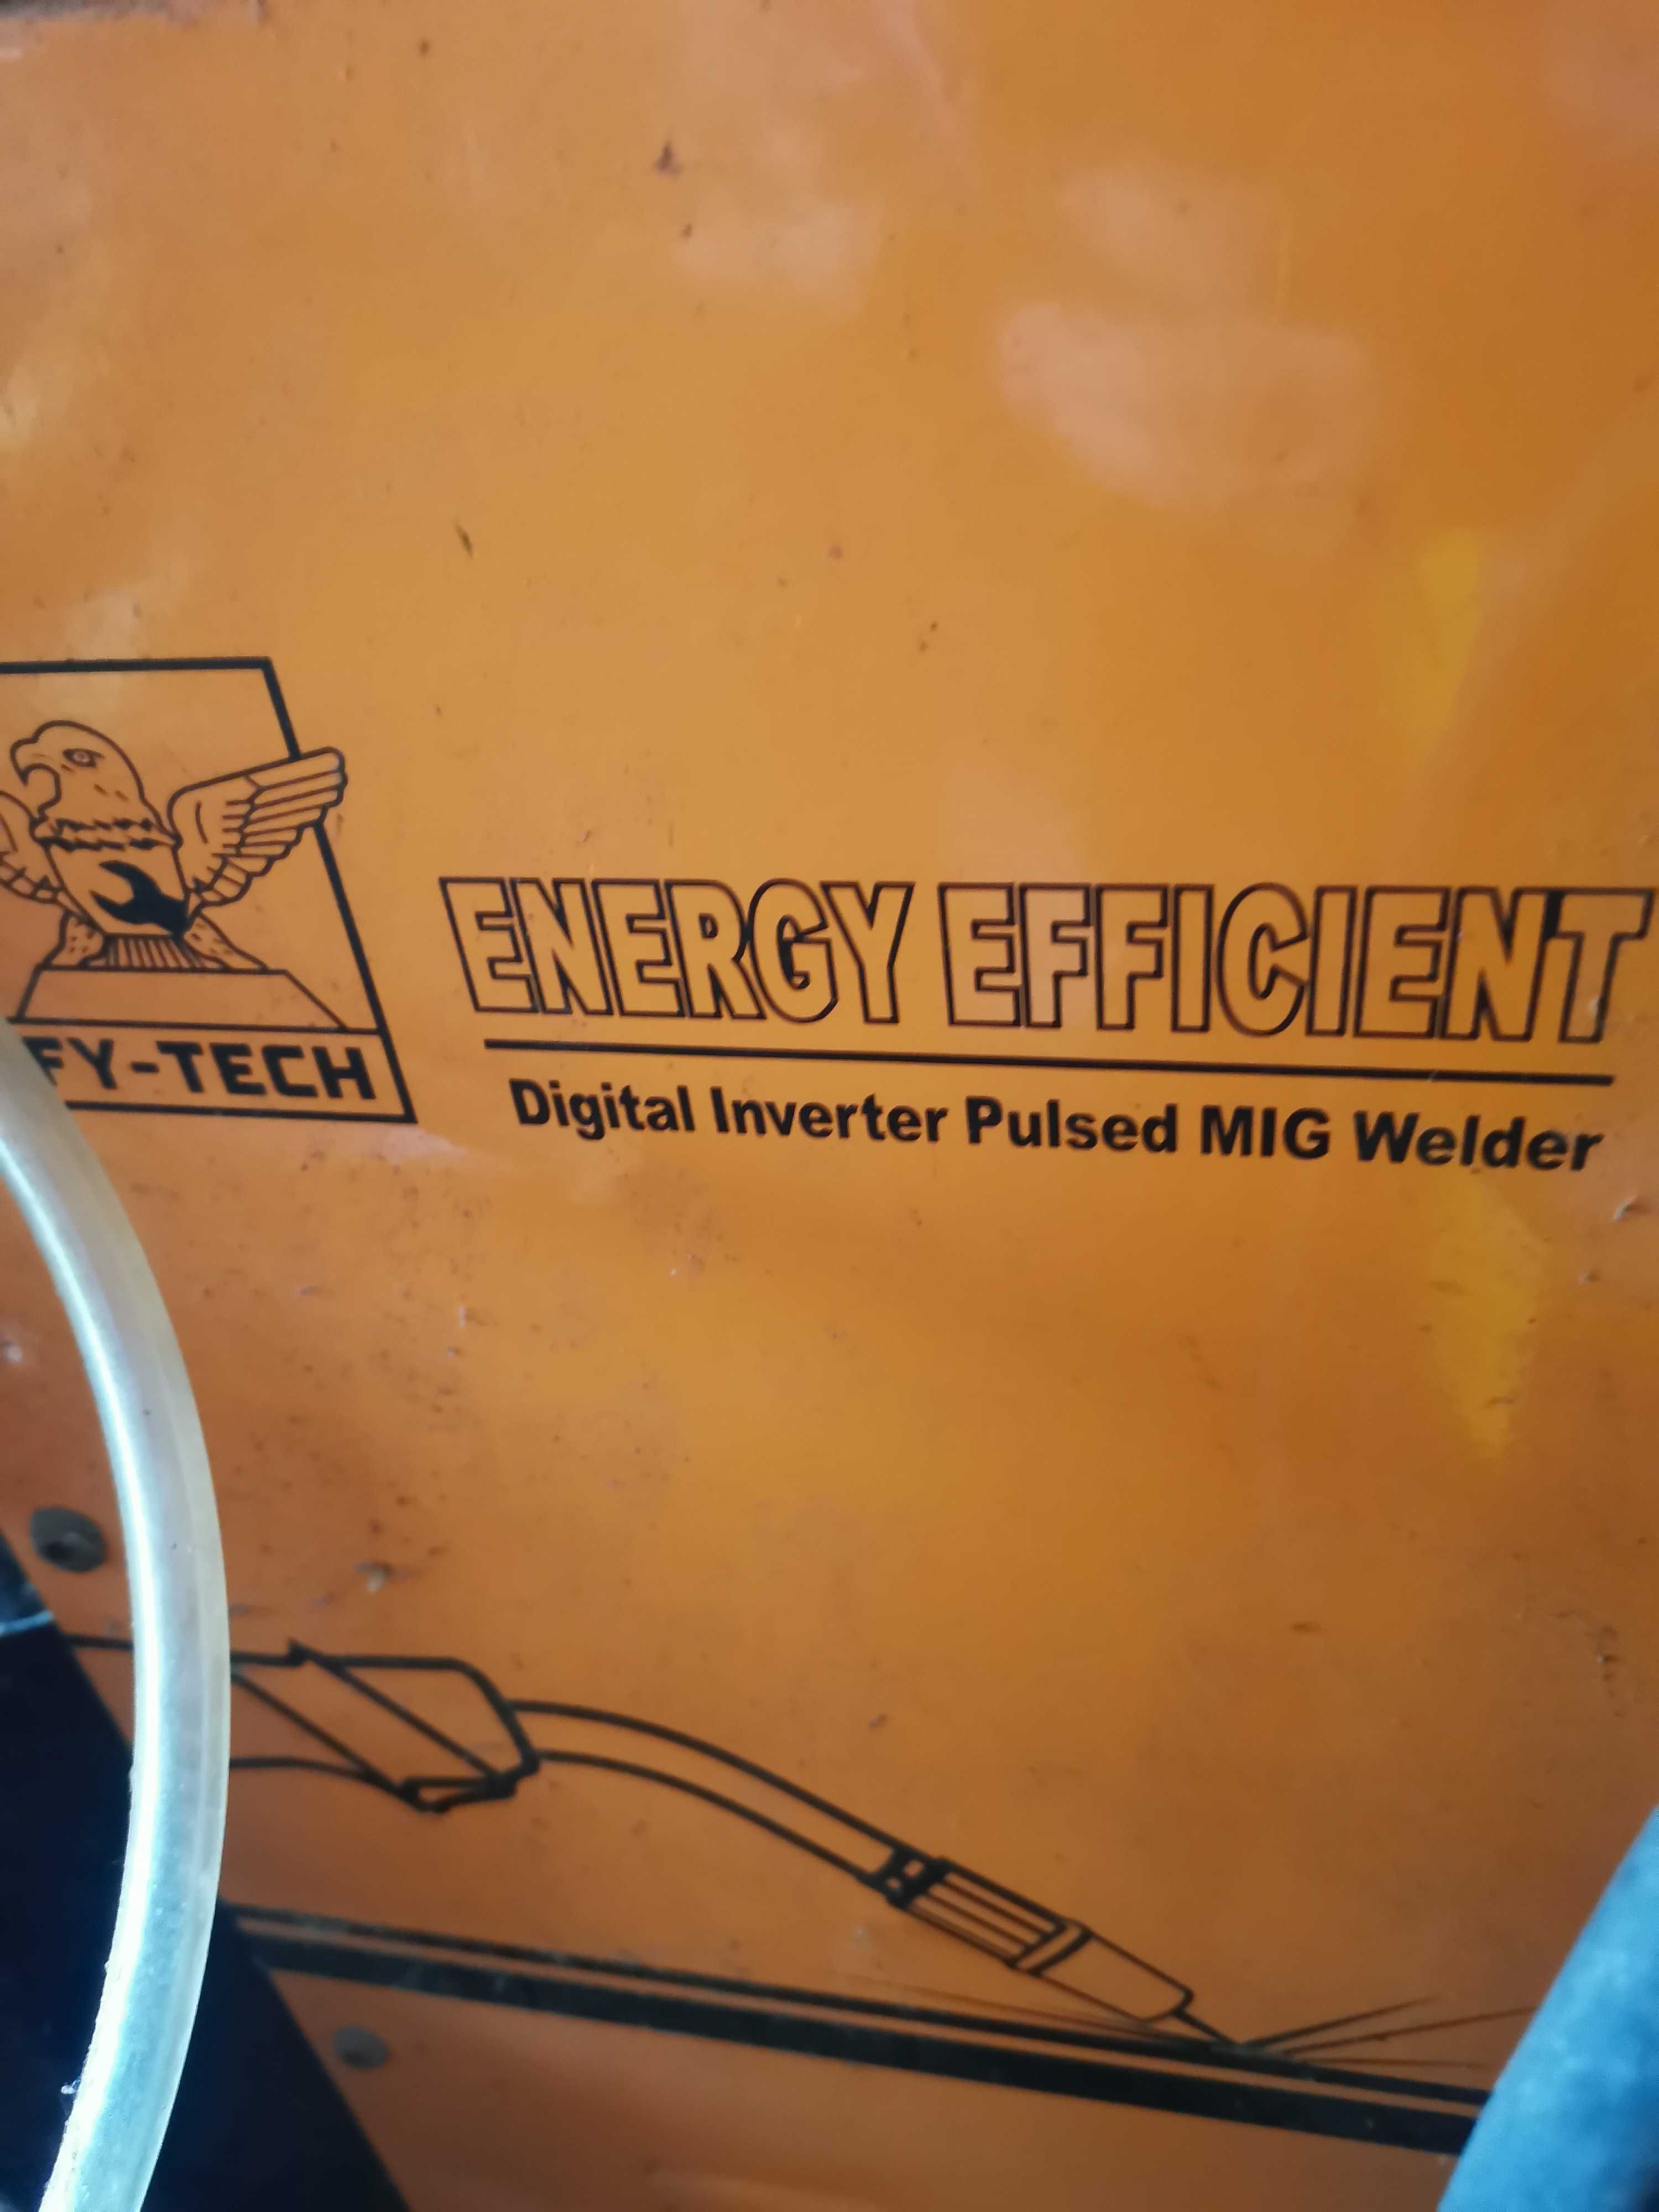 FY-TECH
ENERGY EFFICIENT
Digital Inverter Pulsed MIG Welder